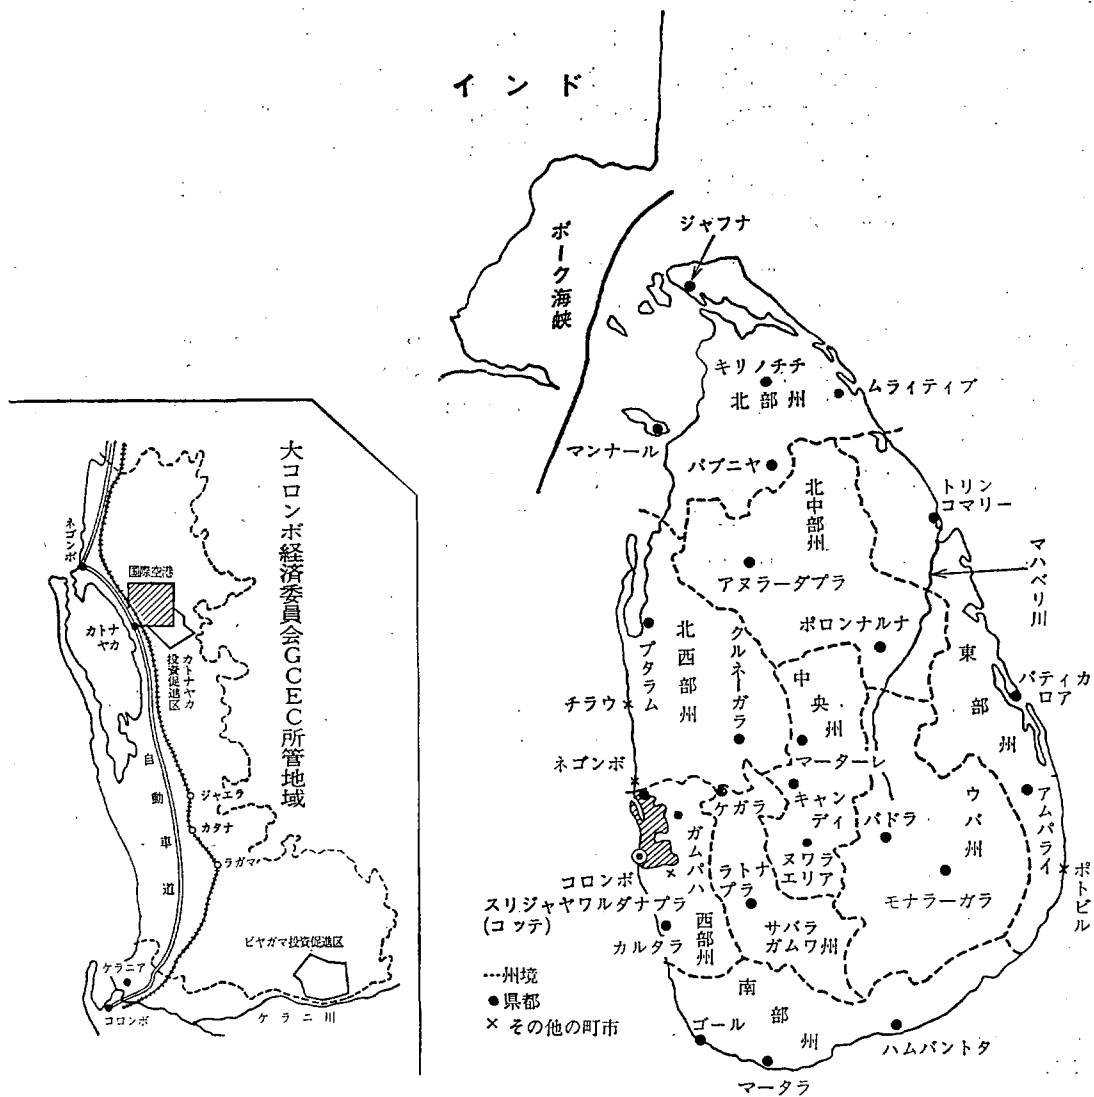 インド
ポーク海峡
ジャフナ
キリノチチ
北部州
ムライティブ
マンナール
バブニヤ
北中部州
トリン
コマリー
マハベリ川
アヌラーダプラ
ポロンナルナ
プタラム
北西部州
クルネーガラ
中央州
東部州
バティカ
ロア
チラウ
マーターレ
ネゴンボ
ケガラ
キャン
ディ
バドラ
ウバ州
アムパライ
ガムパハ
ヌワラ
エリア
コロンボ
ラトナ
プラ
モナラーガラ
ポトビル
スリジャヤワルダナプラ
(コッテ)
カルタラ
西部州
サバラ
ガムワ州
南部州
ゴール
ハムバントタ
マータラ
---州境
●県都
× その他の町市
大コロンボ経済委員会GCEC所管地域
ネゴンボ
国際空港
カトナ
ヤカ
カトナヤカ
投資促進区
自動車道
ジャエラ
カタナ
ラガマ
ビヤガマ投資促進区
ケラニア
コロンボ
ケラニ川